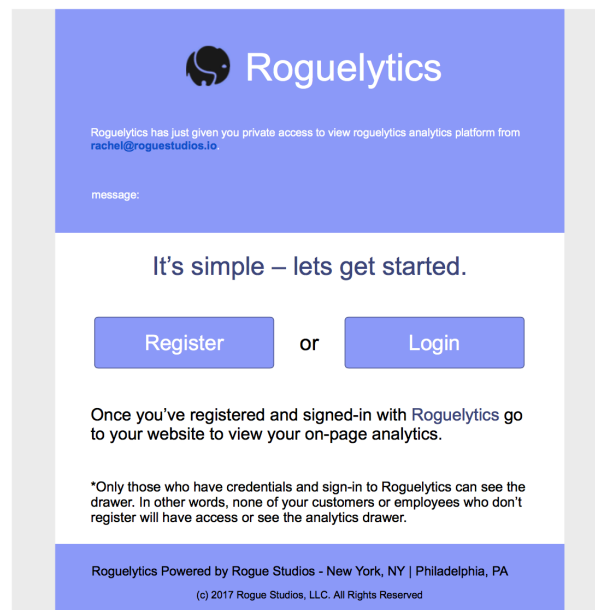 Roguelytics
Roguelytics has just given you private access to view roguelytics analytics platform from
rachel@roguestudios.io.
message:
It's simple – lets get started.
Register or Login
Once you've registered and signed-in with Roguelytics go
to your website to view your on-page analytics.
*Only those who have credentials and sign-in to Roguelytics can see the
drawer. In other words, none of your customers or employees who don't
register will have access or see the analytics drawer.
Roguelytics Powered by Rogue Studios - New York, NY | Philadelphia, PA
(c) 2017 Rogue Studios, LLC. All Rights Reserved